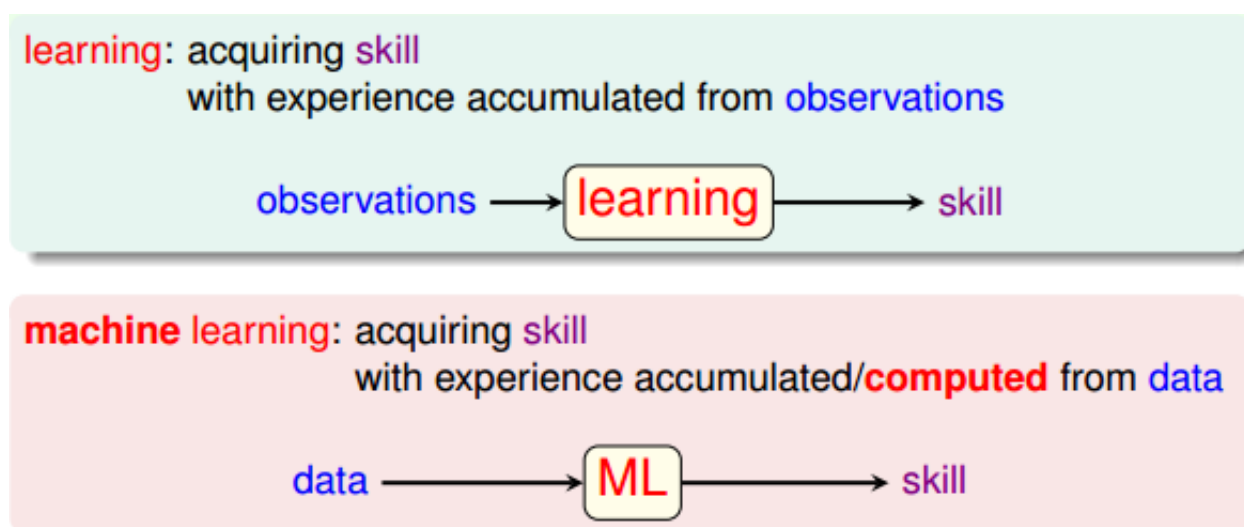 learning: acquiring skill
with experience accumulated from observations
observations learning skill
machine learning: acquiring skill
with experience accumulated/computed from data
data ML skill